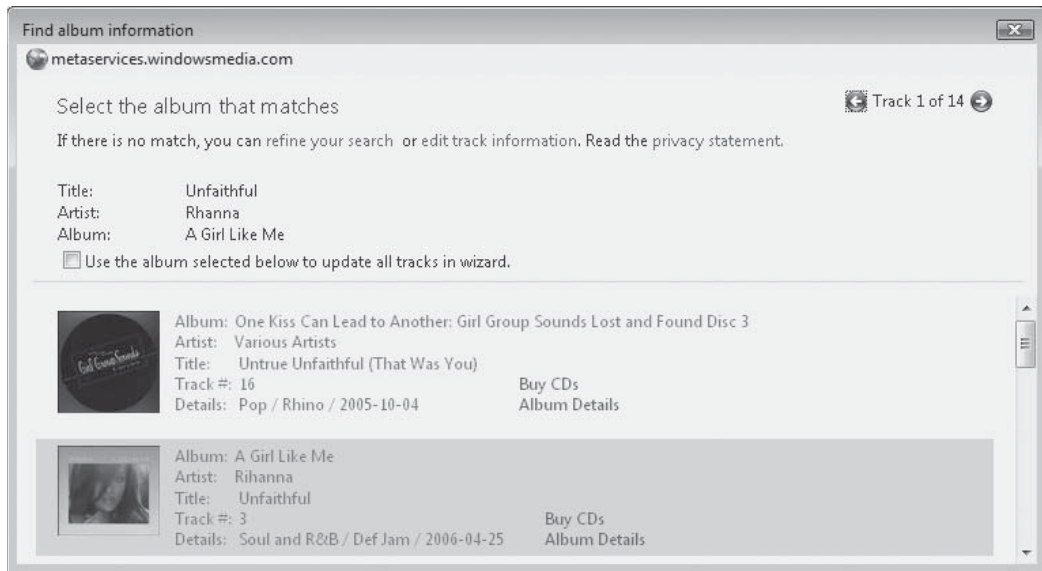 Find album information
metaservices.windowsmedia.com
Select the album that matches
Track 1 of 14
If there is no match, you can refine your search or edit track information. Read the privacy statement.
Title: Unfaithful
Artist: Rhanna
Album: A Girl Like Me
Use the album selected below to update all tracks in wizard.
Girl Group Sounds
Album: One Kiss Can Lead to Another: Girl Group Sounds Lost and Found Disc 3
Artist: Various Artists
Title: Untrue Unfaithful (That Was You)
Track #: 16 Buy CDs
Details: Pop / Rhino / 2005-10-04 Album Details
Album: A Girl Like Me
Artist: Rihanna
Title: Unfaithful
Track #: 3 Buy CDs
Details: Soul and R&B / Def Jam / 2006-04-25 Album Details